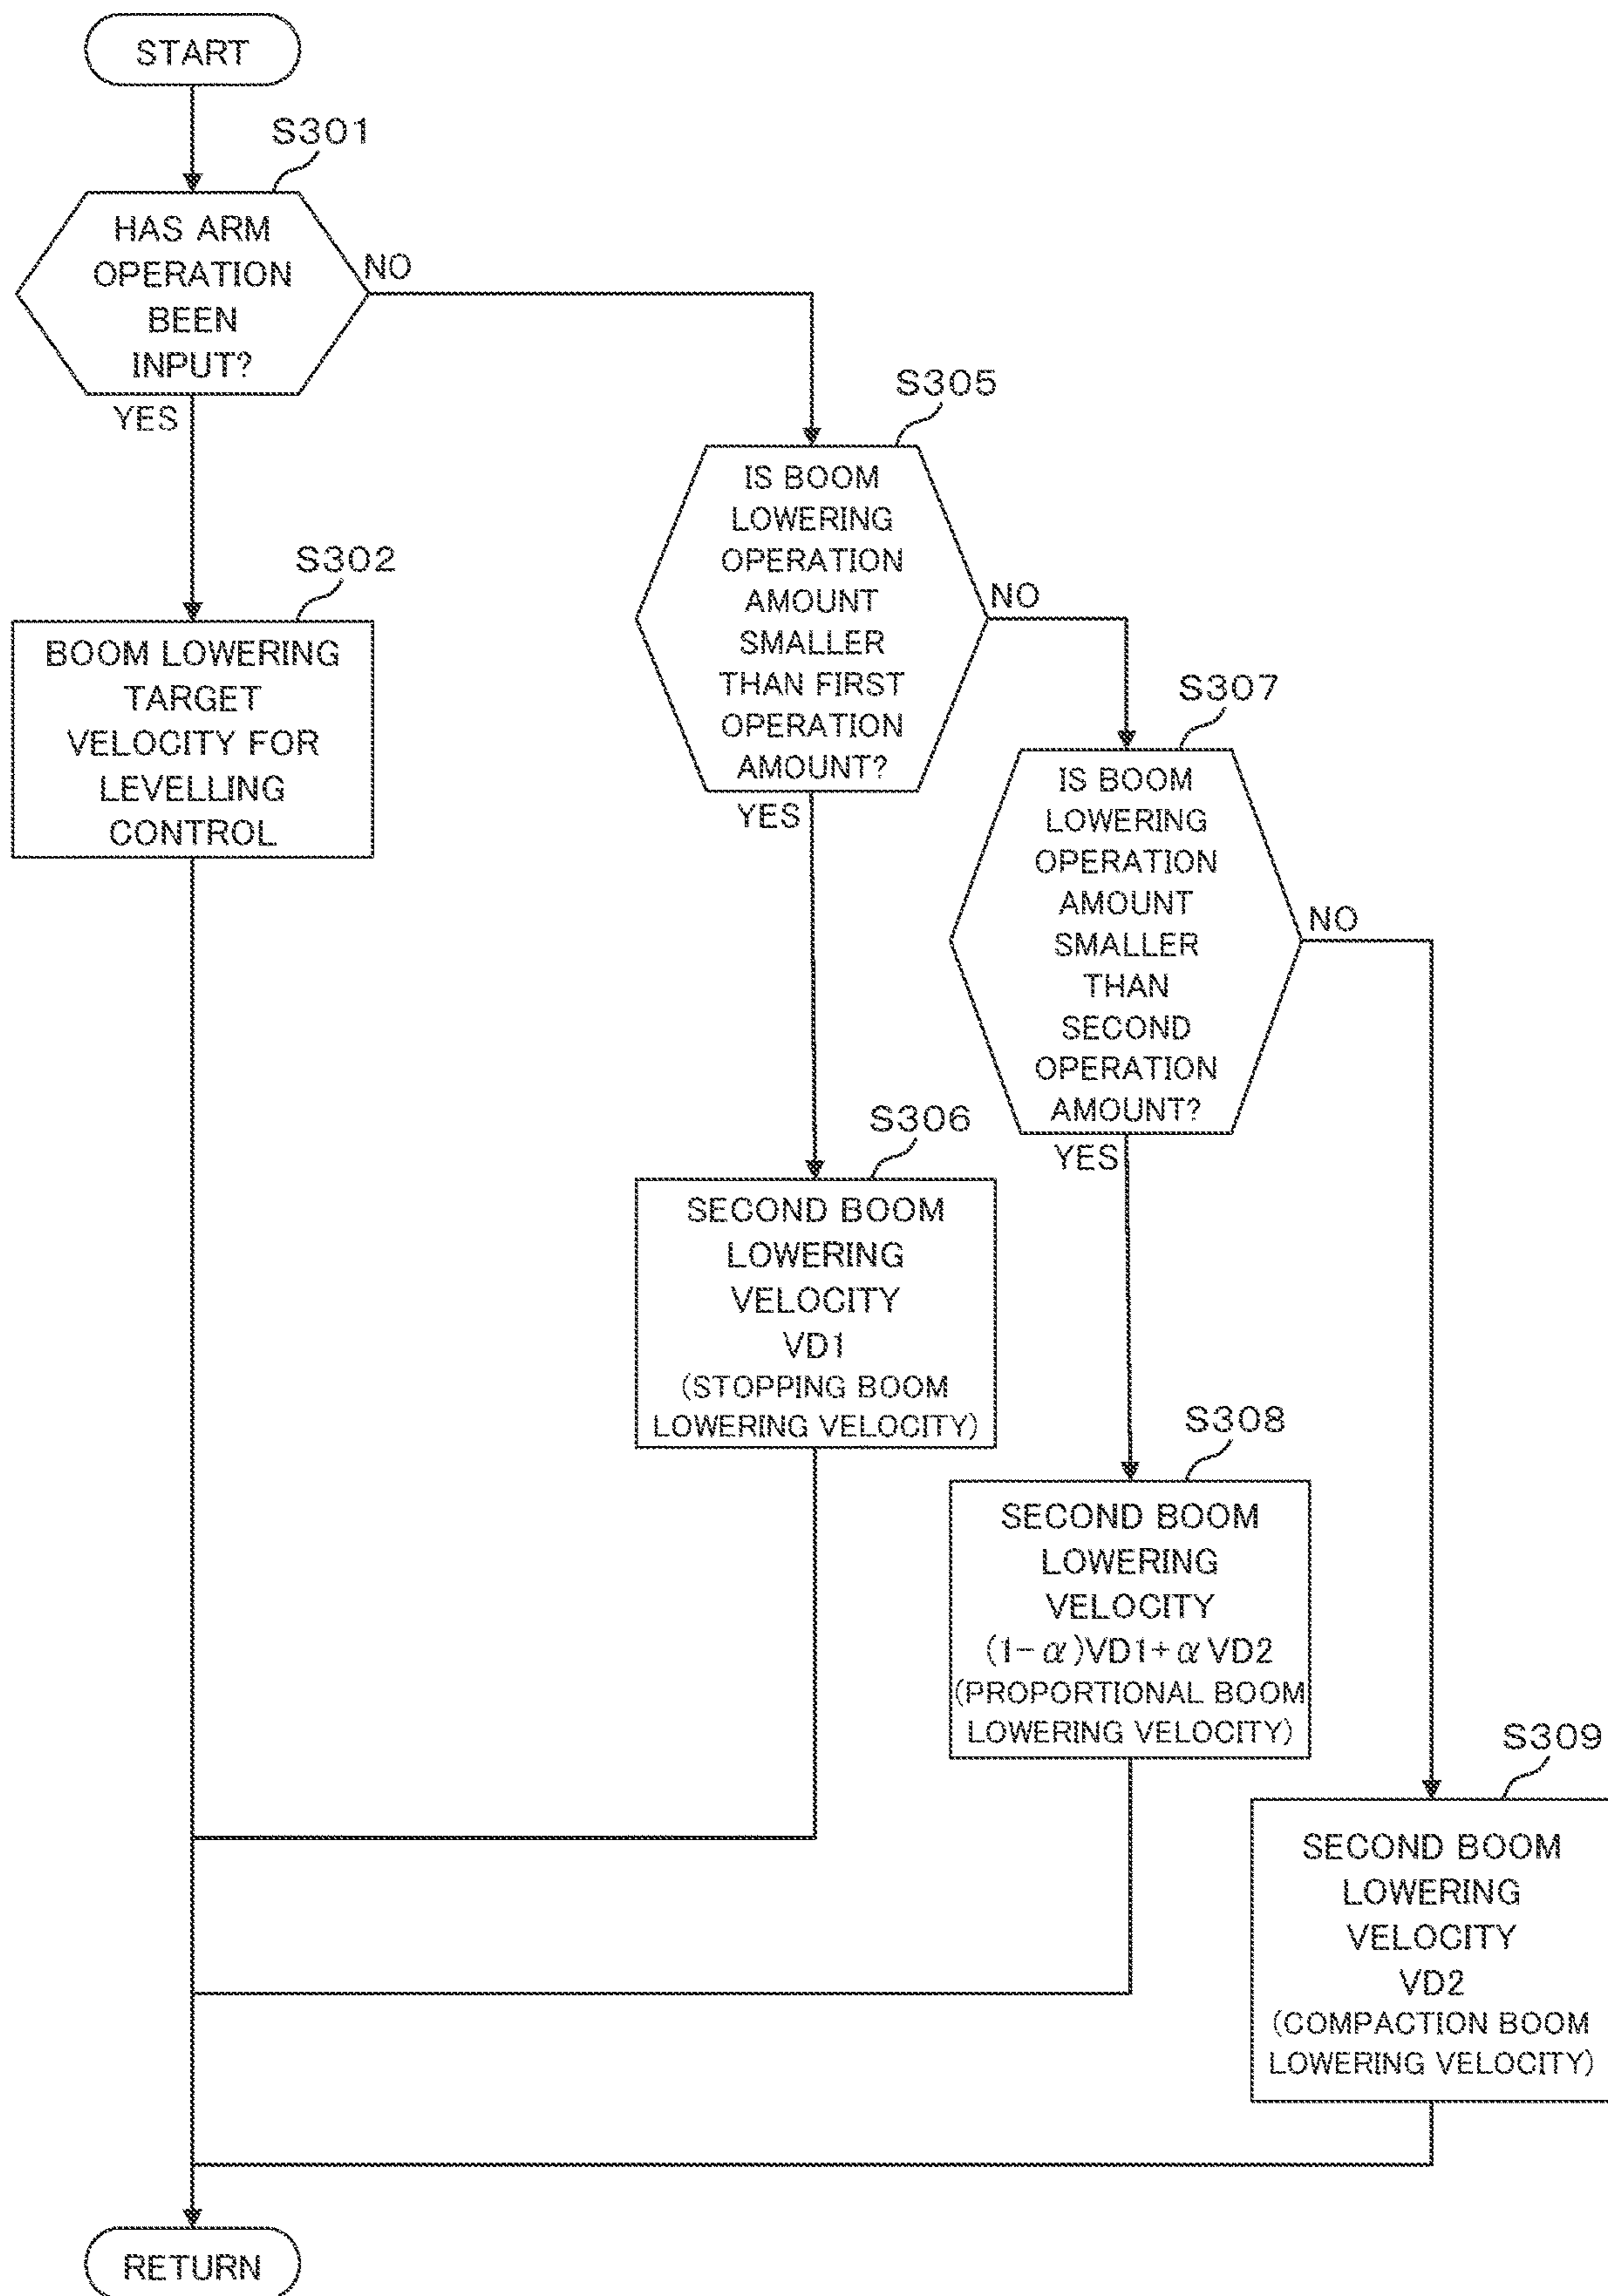 START
S301
HAS ARM
OPERATION
BEEN
INPUT?
NO
YES
S302
BOOM LOWERING
TARGET
VELOCITY FOR
LEVELLING
CONTROL
S305
IS BOOM
LOWERING
OPERATION
AMOUNT
SMALLER
THAN FIRST
OPERATION
AMOUNT?
NO
YES
S306
SECOND BOOM
LOWERING
VELOCITY
VD1
(STOPPING BOOM
LOWERING VELOCITY)
S307
IS BOOM
LOWERING
OPERATION
AMOUNT
SMALLER
THAN
SECOND
OPERATION
AMOUNT?
NO
YES
S308
SECOND BOOM
LOWERING
VELOCITY
(1-α)VD1+αVD2
(PROPORTIONAL BOOM
LOWERING VELOCITY)
S309
SECOND BOOM
LOWERING
VELOCITY
VD2
(COMPACTION BOOM
LOWERING VELOCITY)
RETURN